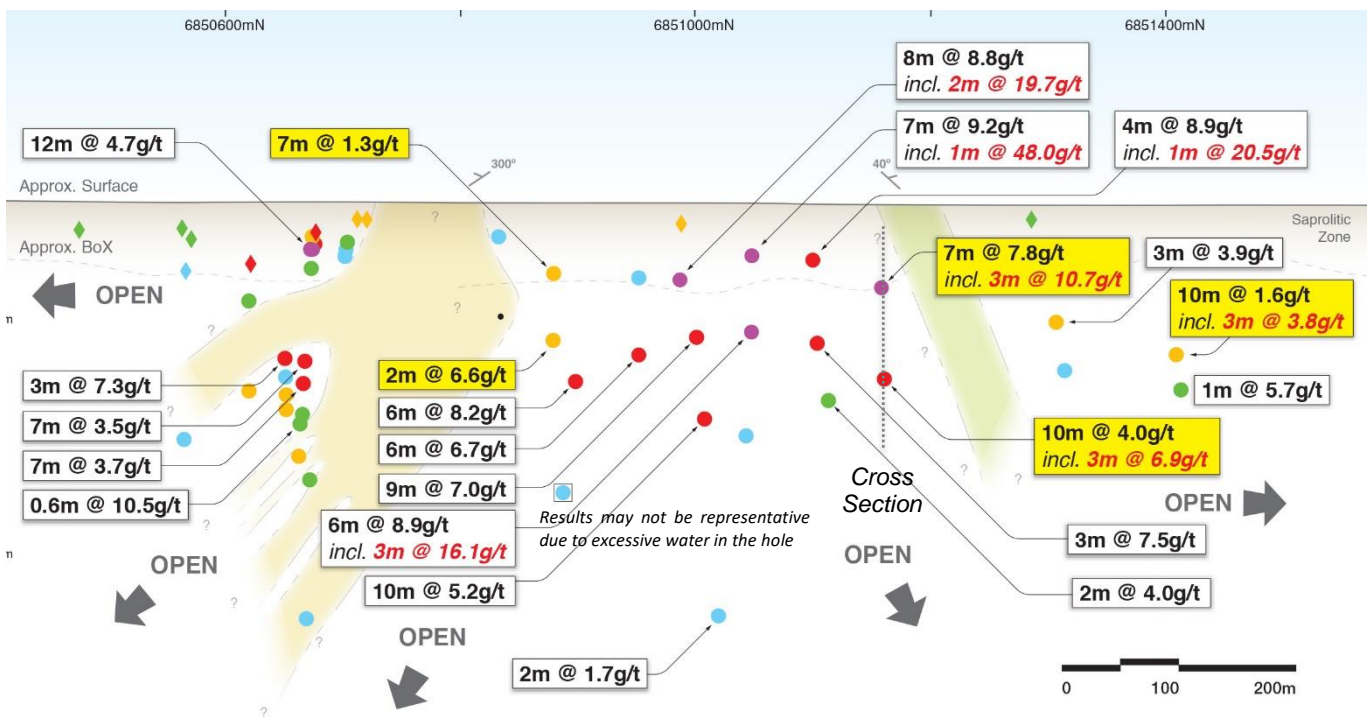 6850600mN
6851000mN
6851400mN
8m @ 8.8g/t
incl. 2m @ 19.7g/t
12m @ 4.7g/t
7m @ 1.3g/t
7m @ 9.2g/t
incl. 1m @ 48.0g/t
4m @ 8.9g/t
incl. 1m @ 20.5g/t
300°
40°
Approx. Surface
?
?
?
Saprolitic
Zone
Approx. BoX
7m @ 7.8g/t
incl. 3m @ 10.7g/t
3m @ 3.9g/t
OPEN
10m @ 1.6g/t
incl. 3m @ 3.8g/t
m
?
?
?
?
3m @ 7.3g/t
2m @ 6.6g/t
1m @ 5.7g/t
7m @ 3.5g/t
6m @ 8.2g/t
7m @ 3.7g/t
6m @ 6.7g/t
10m @ 4.0g/t
incl. 3m @ 6.9g/t
0.6m @ 10.5g/t
9m @ 7.0g/t
Cross
Section
OPEN
?
?
?
?
6m @ 8.9g/t
incl. 3m @ 16.1g/t
Results may not be representative
due to excessive water in the hole
3m @ 7.5g/t
m
OPEN
OPEN
10m @ 5.2g/t
2m @ 4.0g/t
?
?
OPEN
2m @ 1.7g/t
0
100
200m
?